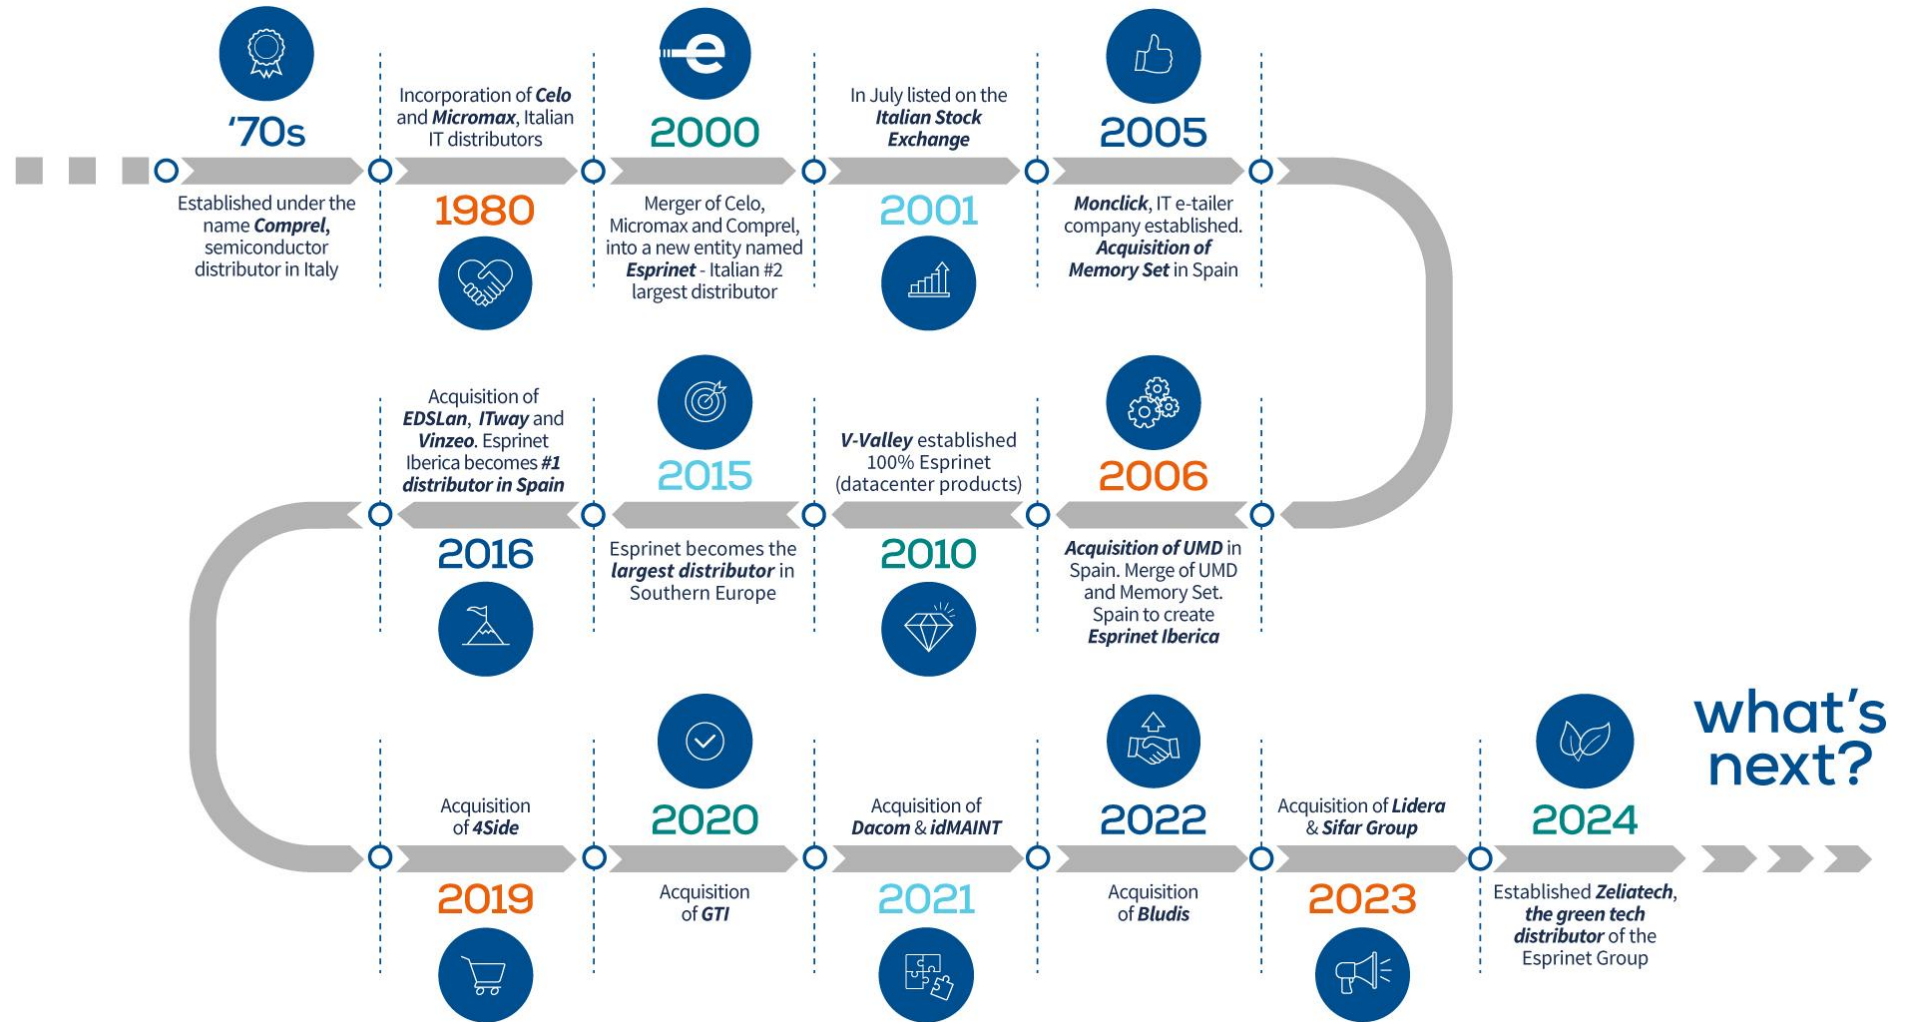 '70s
Established under the
name Comprel,
semiconductor
distributor in Italy
Incorporation of Celo
and Micromax, Italian
IT distributors
1980
e
2000
Merger of Celo,
Micromax and Comprel,
into a new entity named
Esprinet - Italian #2
largest distributor
In July listed on the
Italian Stock
Exchange
2001
2005
Monclick, IT e-tailer
company established.
Acquisition of
Memory Set in Spain
2006
Acquisition of UMD in
Spain. Merge of UMD
and Memory Set.
Spain to create
Esprinet Iberica
V-Valley established
100% Esprinet
(datacenter products)
2010
2015
Esprinet becomes the
largest distributor in
Southern Europe
Acquisition of
EDSLan, ITway and
Vinzeo. Esprinet
Iberica becomes #1
distributor in Spain
2016
Acquisition
of 4Side
2019
2020
Acquisition
of GTI
Acquisition of
Dacom & idMAINT
2021
2022
Acquisition
of Bludis
Acquisition of Lidera
& Sifar Group
2023
2024
Established Zeliatech,
the green tech
distributor of the
Esprinet Group
what's
next?